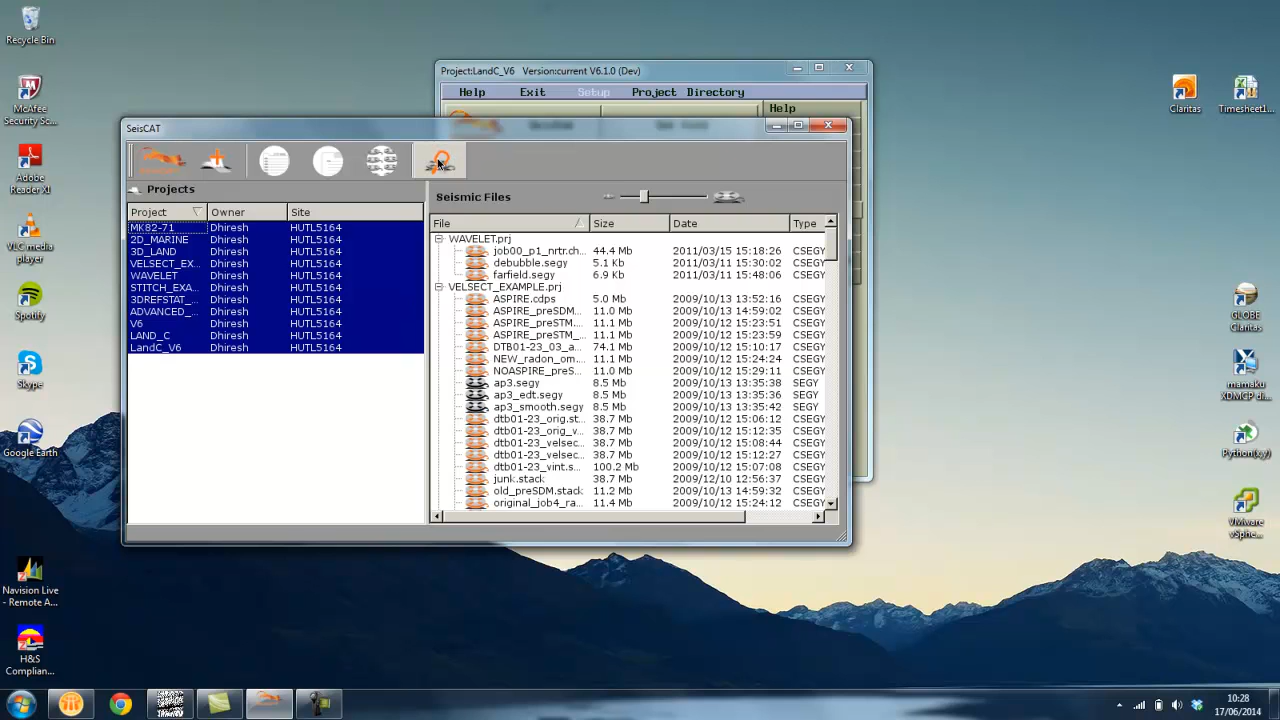 Recycle Bin
McAfee
Security Sc...
Adobe
Reader XI
VLC media
player
Spotify
Skype
Google Earth
Navision Live
- Remote A...
H&S
Complian...
Project:LandC_V6 Version:current V6.1.0 (Dev)
Help Exit Setup Project Directory
Help
SeisCAT
Projects
Project Owner Site
MK82-71 Dhiresh HUTL5164
2D_MARINE Dhiresh HUTL5164
3D_LAND Dhiresh HUTL5164
VELSECT_EX... Dhiresh HUTL5164
WAVELET Dhiresh HUTL5164
STITCH_EXA... Dhiresh HUTL5164
3DREFSTAT_... Dhiresh HUTL5164
ADVANCED_... Dhiresh HUTL5164
V6 Dhiresh HUTL5164
LAND_C Dhiresh HUTL5164
LandC_V6 Dhiresh HUTL5164
Seismic Files
File Size Date Type
WAVELET.prj
job00_p1_nrtr.ch... 44.4 Mb 2011/03/15 15:18:26 CSEGY
debubble.segy 5.1 Kb 2011/03/11 15:30:02 CSEGY
farfield.segy 6.9 Kb 2011/03/11 15:48:06 CSEGY
VELSECT_EXAMPLE.prj
ASPIRE.cdps 5.0 Mb 2009/10/13 13:52:16 CSEGY
ASPIRE_preSDM... 11.0 Mb 2009/10/13 14:59:02 CSEGY
ASPIRE_preSTM... 11.1 Mb 2009/10/12 15:23:51 CSEGY
ASPIRE_preSTM_... 11.1 Mb 2009/10/12 15:23:59 CSEGY
DTB01-23_03_a... 74.1 Mb 2009/10/12 15:10:17 CSEGY
NEW_radon_om... 11.1 Mb 2009/10/12 15:24:24 CSEGY
NOASPIRE_preS... 11.0 Mb 2009/10/12 15:29:11 CSEGY
ap3.segy 8.5 Mb 2009/10/12 13:35:38 SEGY
ap3_edt.segy 8.5 Mb 2009/10/12 13:35:36 SEGY
ap3_smooth.segy 8.5 Mb 2009/10/12 13:35:42 SEGY
dtb01-23_orig.st... 38.7 Mb 2009/10/12 15:06:12 CSEGY
dtb01-23_orig_v... 38.7 Mb 2009/10/12 15:12:35 CSEGY
dtb01-23_velsec... 38.7 Mb 2009/10/12 15:08:44 CSEGY
dtb01-23_velsec... 38.7 Mb 2009/10/12 15:12:27 CSEGY
dtb01-23_vint.s... 100.2 Mb 2009/10/12 15:07:08 CSEGY
junk.stack 38.7 Mb 2009/12/10 12:56:37 CSEGY
old_preSDM.stack 11.2 Mb 2009/10/13 14:59:32 CSEGY
original_job4_ra... 11.4 Mb 2009/10/12 15:24:12 CSEGY
Claritas
Timesheet1...
GLOBE
Claritas
mamaku
XDMCP di...
Python(x,y)
VMware
vSphe...
10:28
17/06/2014